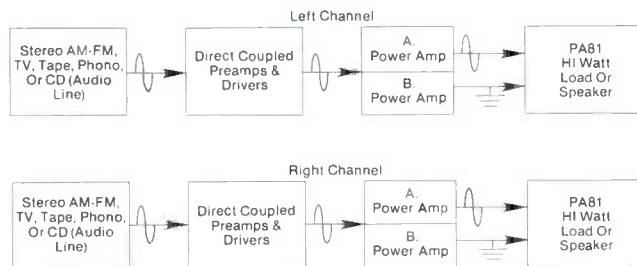 Left Channel
Stereo AM-FM,
TV, Tape, Phono,
Or CD (Audio
Line)
Direct Coupled
Preamps &
Drivers
A.
Power Amp
B.
Power Amp
PA81
HI Watt
Load Or
Speaker
Right Channel
Stereo AM-FM,
TV, Tape, Phono,
Or CD (Audio
Line)
Direct Coupled
Preamps &
Drivers
A.
Power Amp
B.
Power Amp
PA81
HI Watt
Load Or
Speaker